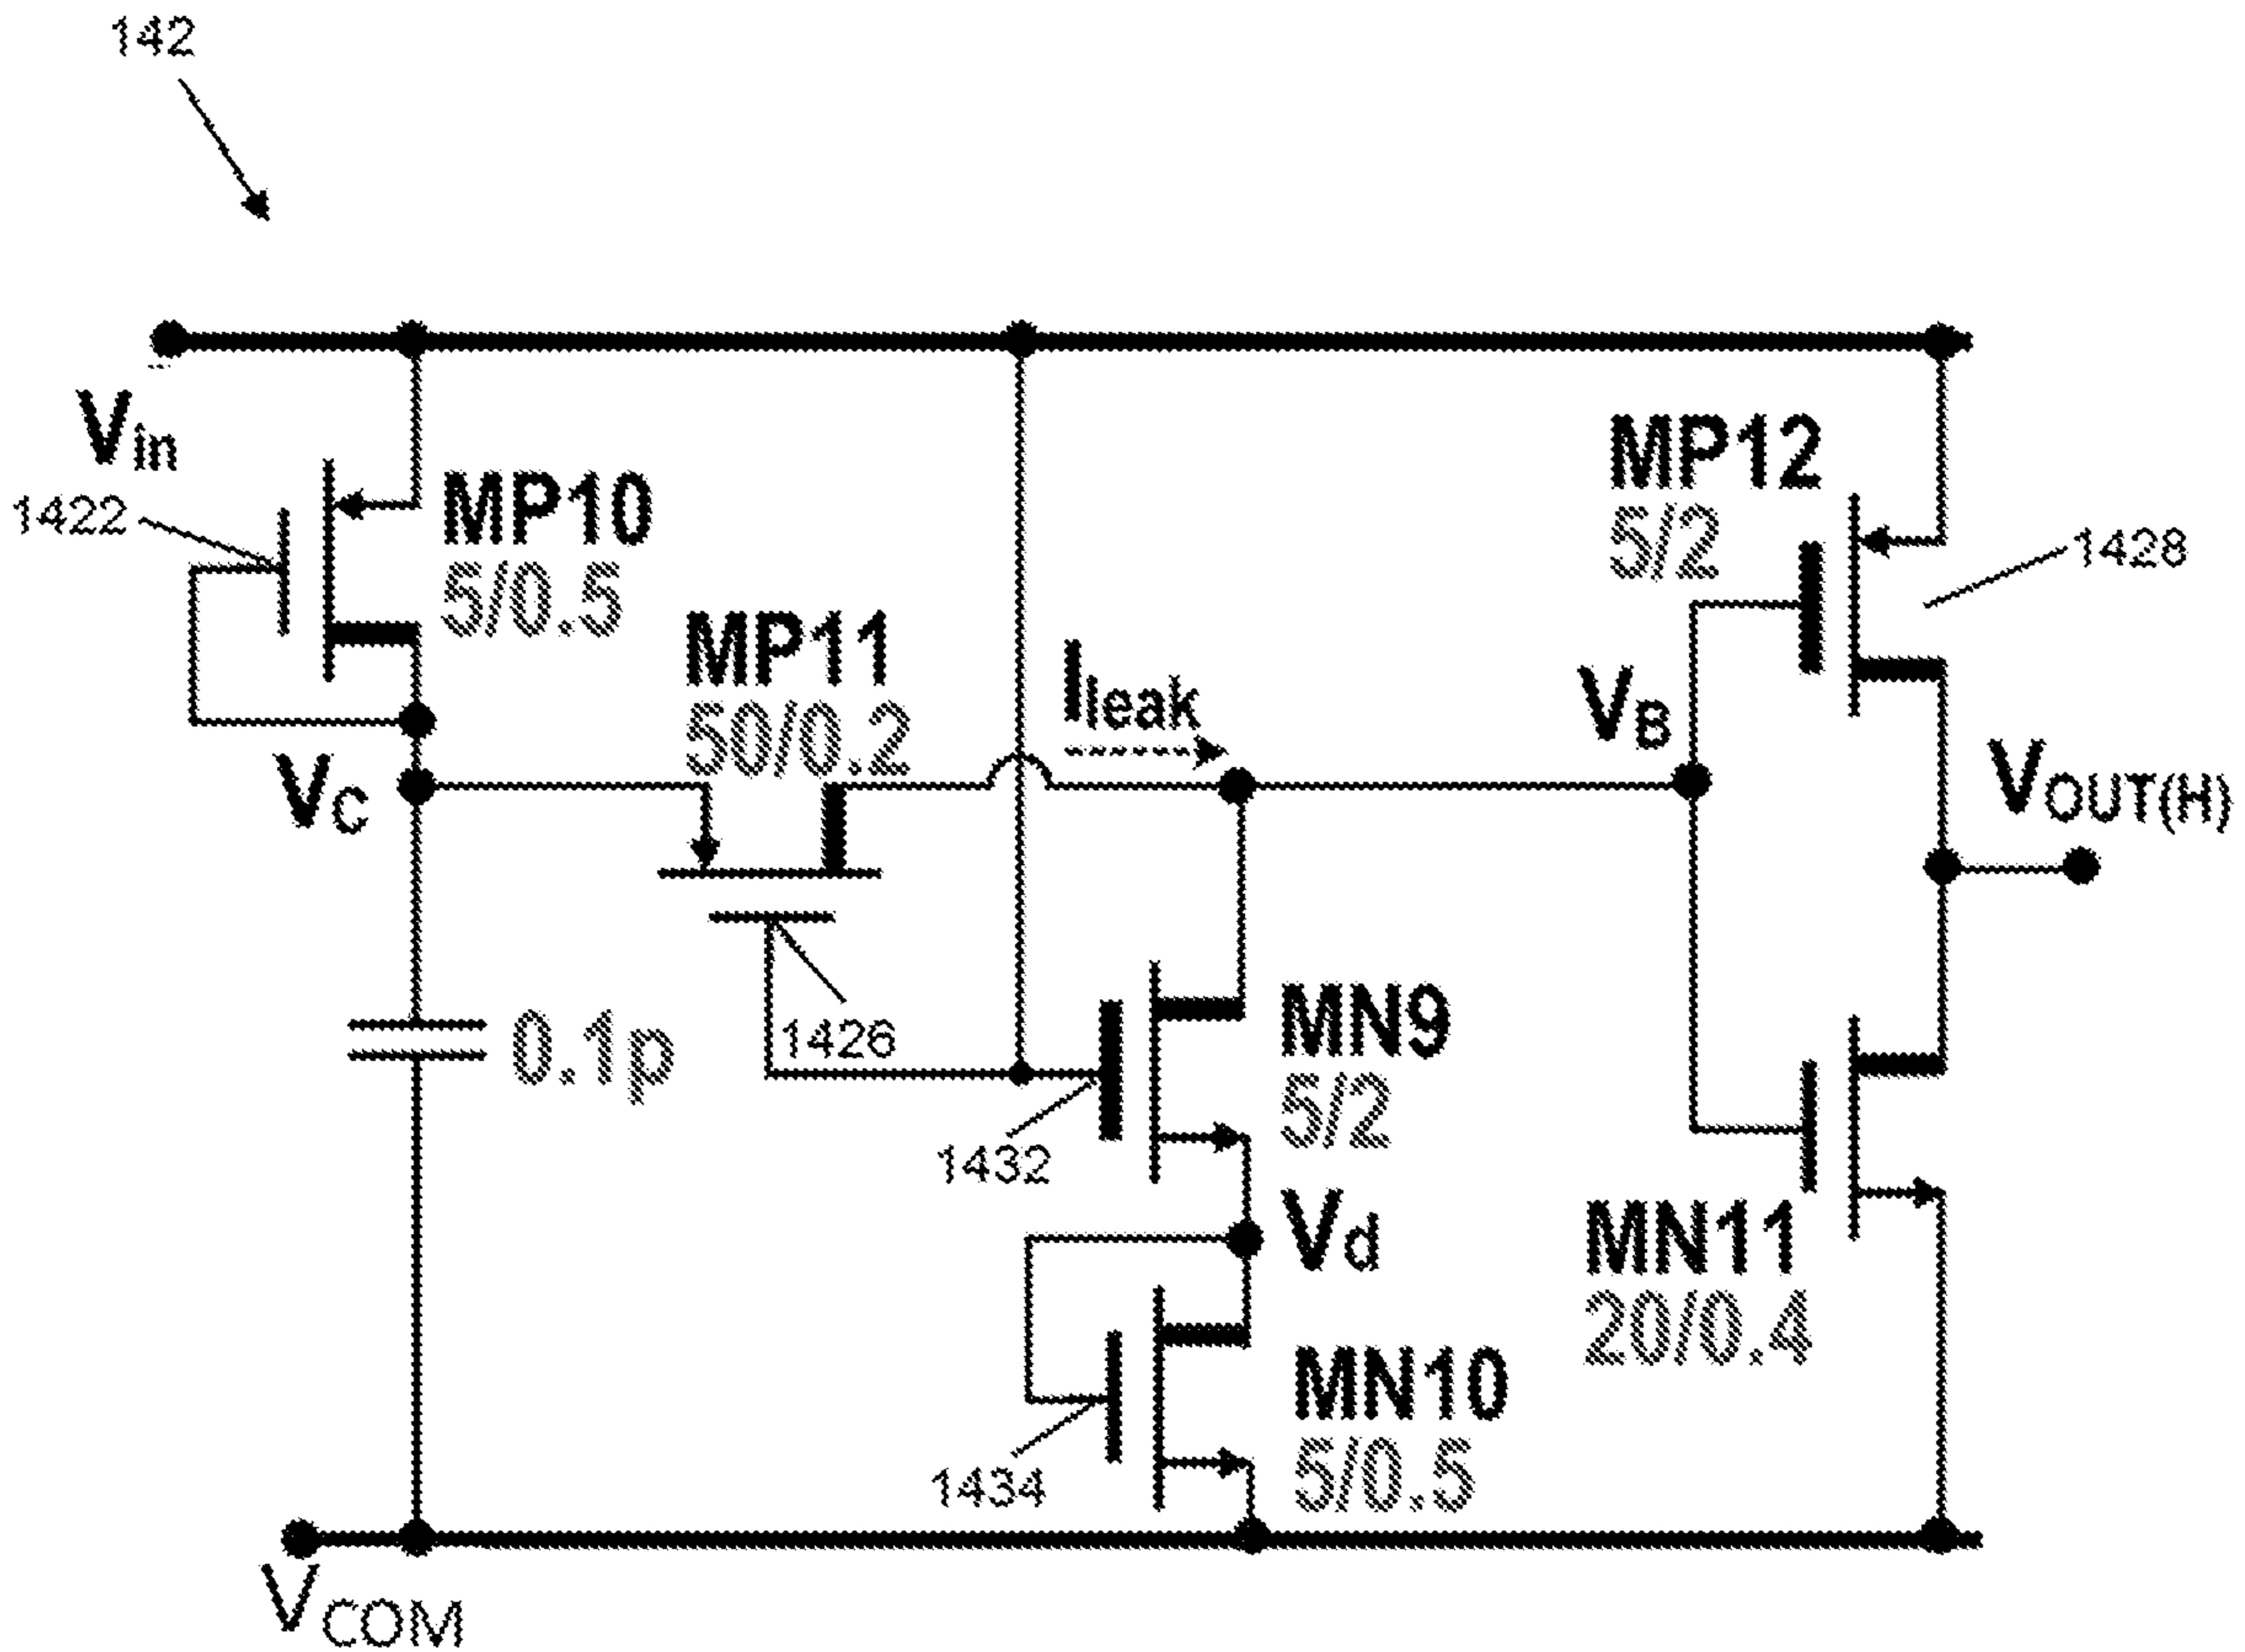 142
Vin
1422
MP10
5/0.5
MP11
50/0.2
Ileak
MP12
5/2
1428
VB
VOUT(H)
VC
0.1p
1426
MN9
5/2
1432
Vd
MN11
20/0.4
MN10
5/0.5
1434
VCOM